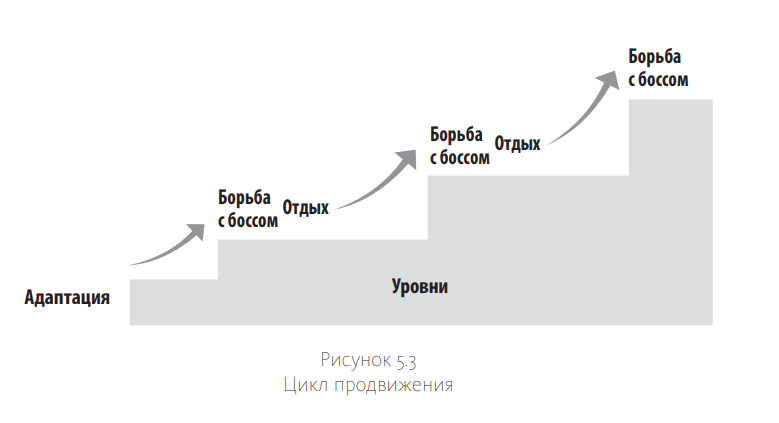 Борьба
с боссом
Борьба
с боссом
Отдых
Борьба
с боссом
Отдых
Адаптация
Уровни
Рисунок 5.3
Цикл продвижения